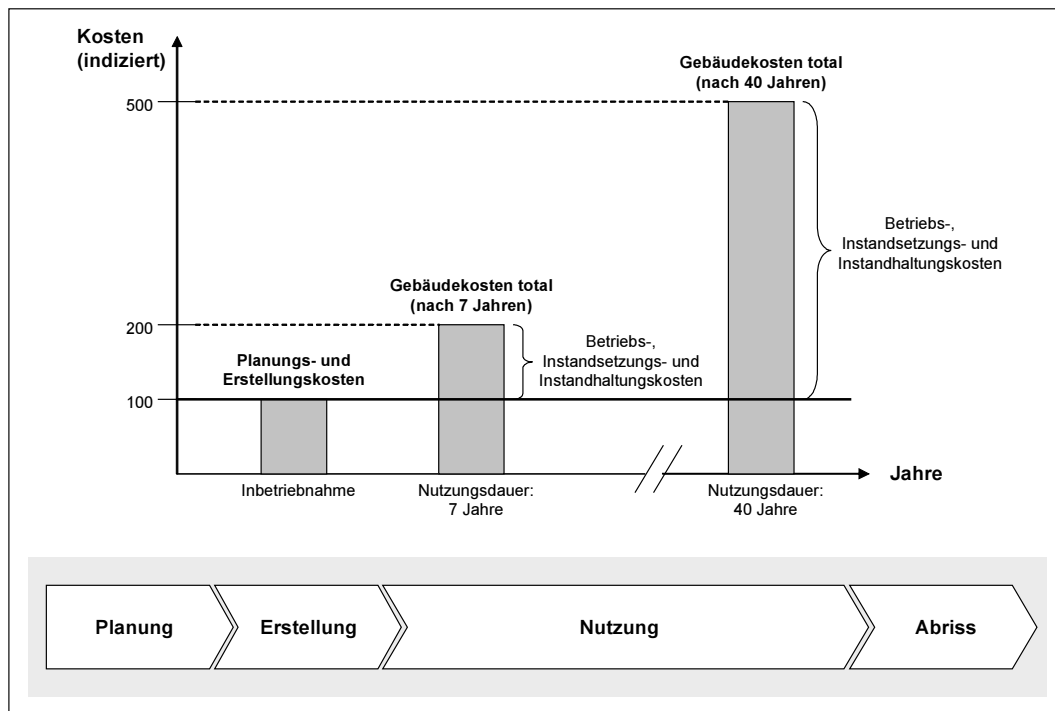 Kosten
(indiziert)
Gebäudekosten total
(nach 40 Jahren)
500
Betriebs-,
Instandsetzungs- und
Instandhaltungskosten
Gebäudekosten total
(nach 7 Jahren)
200
Betriebs-,
Instandsetzungs- und
Instandhaltungskosten
Planungs- und
Erstellungskosten
100
Jahre
Inbetriebnahme
Nutzungsdauer:
7 Jahre
Nutzungsdauer:
40 Jahre
Planung
Erstellung
Nutzung
Abriss